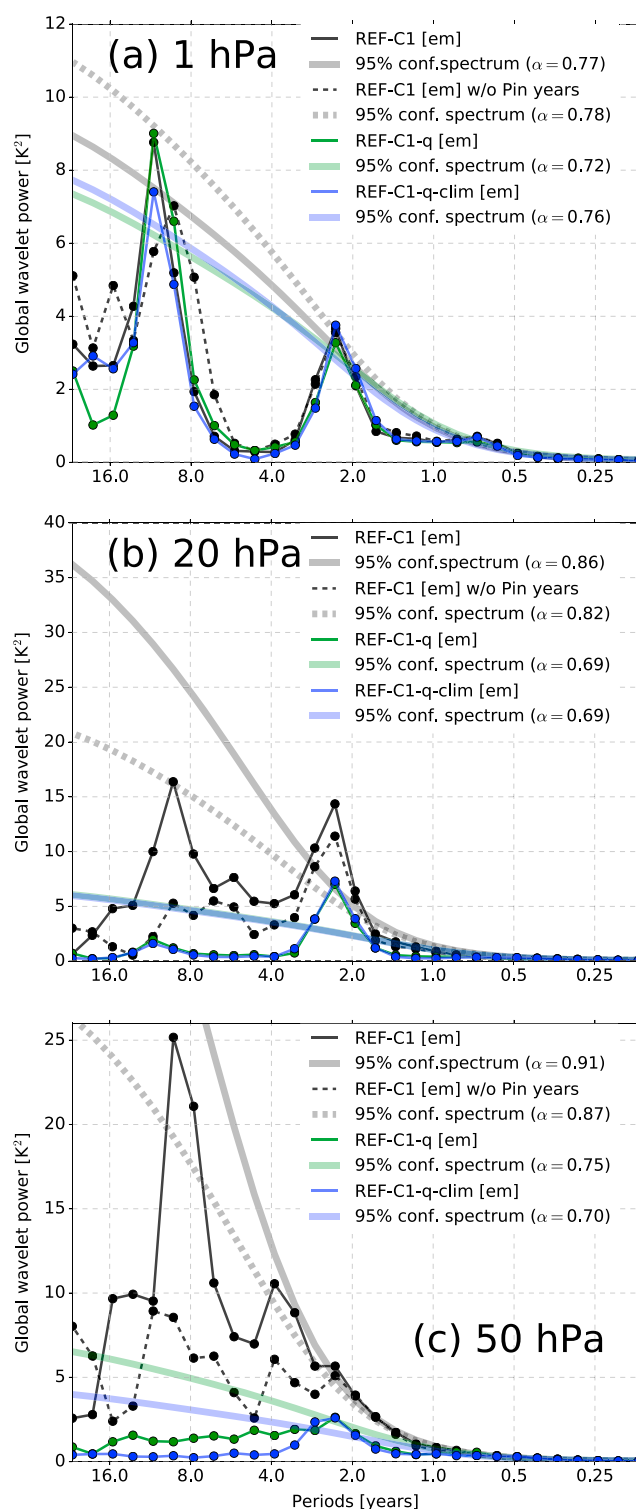 (a) 1 hPa
REF-C1 [em]
95% conf.spectrum (α = 0.77)
REF-C1 [em] w/o Pin years
95% conf. spectrum (α = 0.78)
REF-C1-q [em]
95% conf. spectrum (α = 0.72)
REF-C1-q-clim [em]
95% conf. spectrum (α = 0.76)
Global wavelet power [K²]
12
10
8
6
4
2
0
16.0 8.0 4.0 2.0 1.0 0.5 0.25
(b) 20 hPa
REF-C1 [em]
95% conf.spectrum (α = 0.86)
REF-C1 [em] w/o Pin years
95% conf. spectrum (α = 0.82)
REF-C1-q [em]
95% conf. spectrum (α = 0.69)
REF-C1-q-clim [em]
95% conf. spectrum (α = 0.69)
Global wavelet power [K²]
40
35
30
25
20
15
10
5
0
16.0 8.0 4.0 2.0 1.0 0.5 0.25
REF-C1 [em]
95% conf.spectrum (α = 0.91)
REF-C1 [em] w/o Pin years
95% conf. spectrum (α = 0.87)
REF-C1-q [em]
95% conf. spectrum (α = 0.75)
REF-C1-q-clim [em]
95% conf. spectrum (α = 0.70)
(c) 50 hPa
Global wavelet power [K²]
25
20
15
10
5
0
16.0 8.0 4.0 2.0 1.0 0.5 0.25
Periods [years]